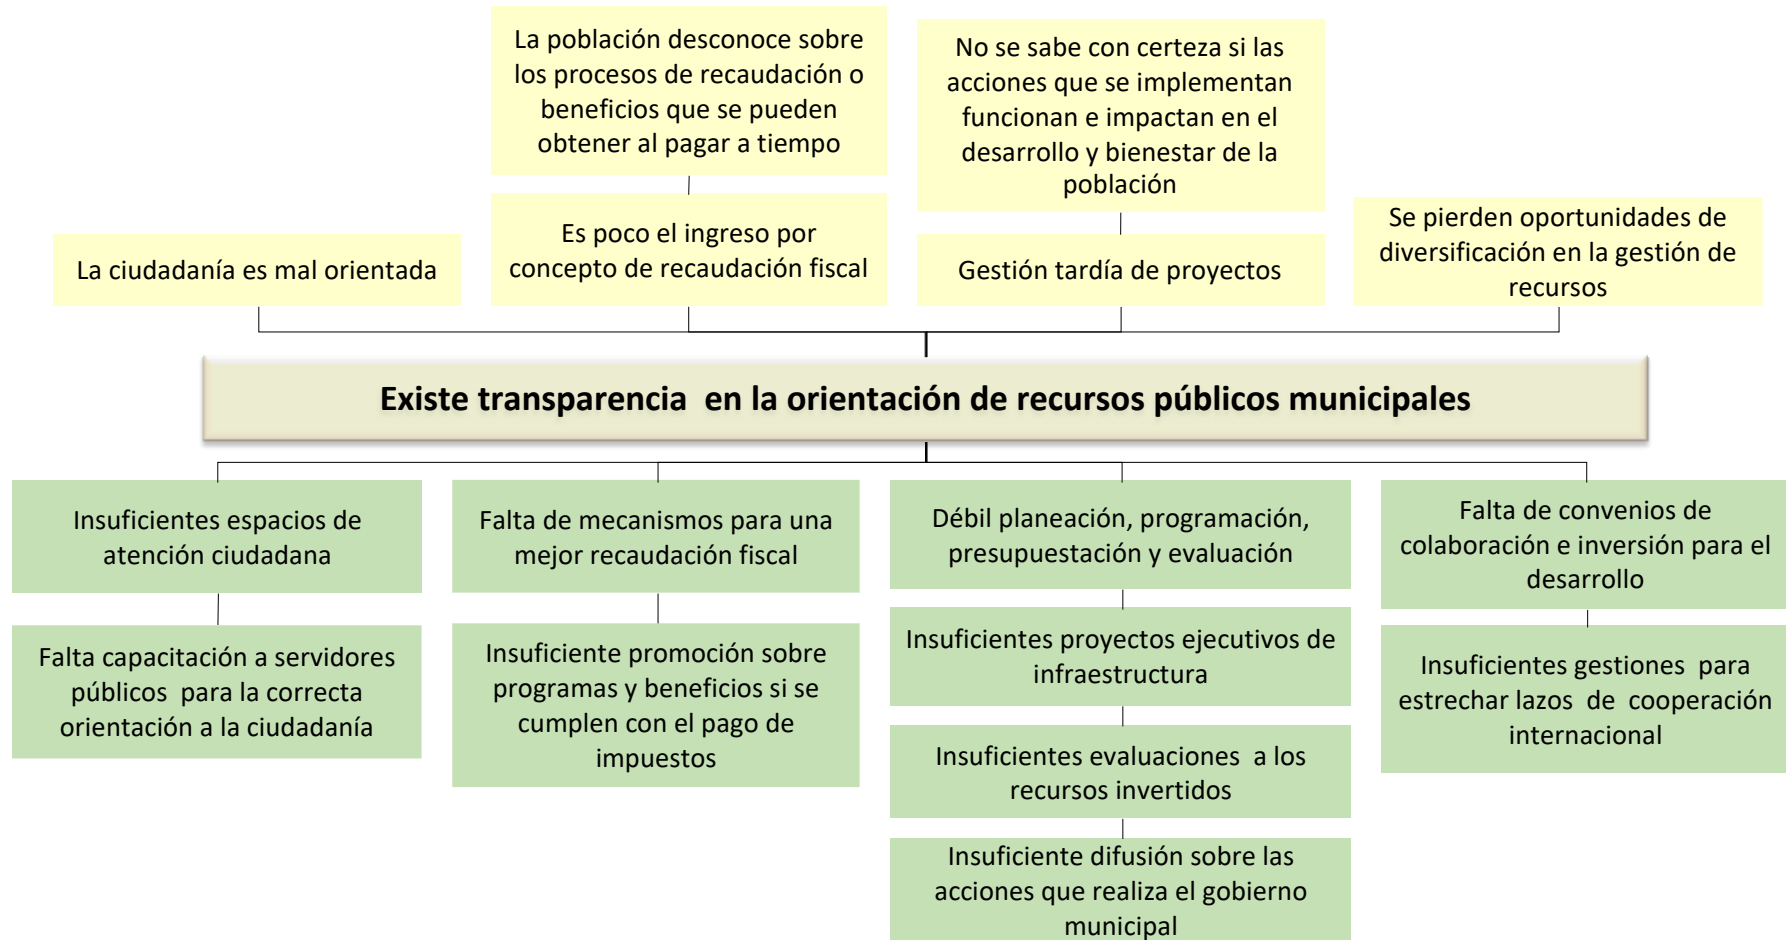 La población desconoce sobre
los procesos de recaudación o
beneficios que se pueden
obtener al pagar a tiempo
No se sabe con certeza si las
acciones que se implementan
funcionan e impactan en el
desarrollo y bienestar de la
población
La ciudadanía es mal orientada
Es poco el ingreso por
concepto de recaudación fiscal
Gestión tardía de proyectos
Se pierden oportunidades de
diversificación en la gestión de
recursos
Existe transparencia  en la orientación de recursos públicos municipales
Insuficientes espacios de
atención ciudadana
Falta de mecanismos para una
mejor recaudación fiscal
Débil planeación, programación,
presupuestación y evaluación
Falta de convenios de
colaboración e inversión para el
desarrollo
Falta capacitación a servidores
públicos  para la correcta
orientación a la ciudadanía
Insuficiente promoción sobre
programas y beneficios si se
cumplen con el pago de
impuestos
Insuficientes proyectos ejecutivos de
infraestructura
Insuficientes gestiones  para
estrechar lazos  de  cooperación
internacional
Insuficientes evaluaciones  a los
recursos invertidos
Insuficiente difusión sobre las
acciones que realiza el gobierno
municipal